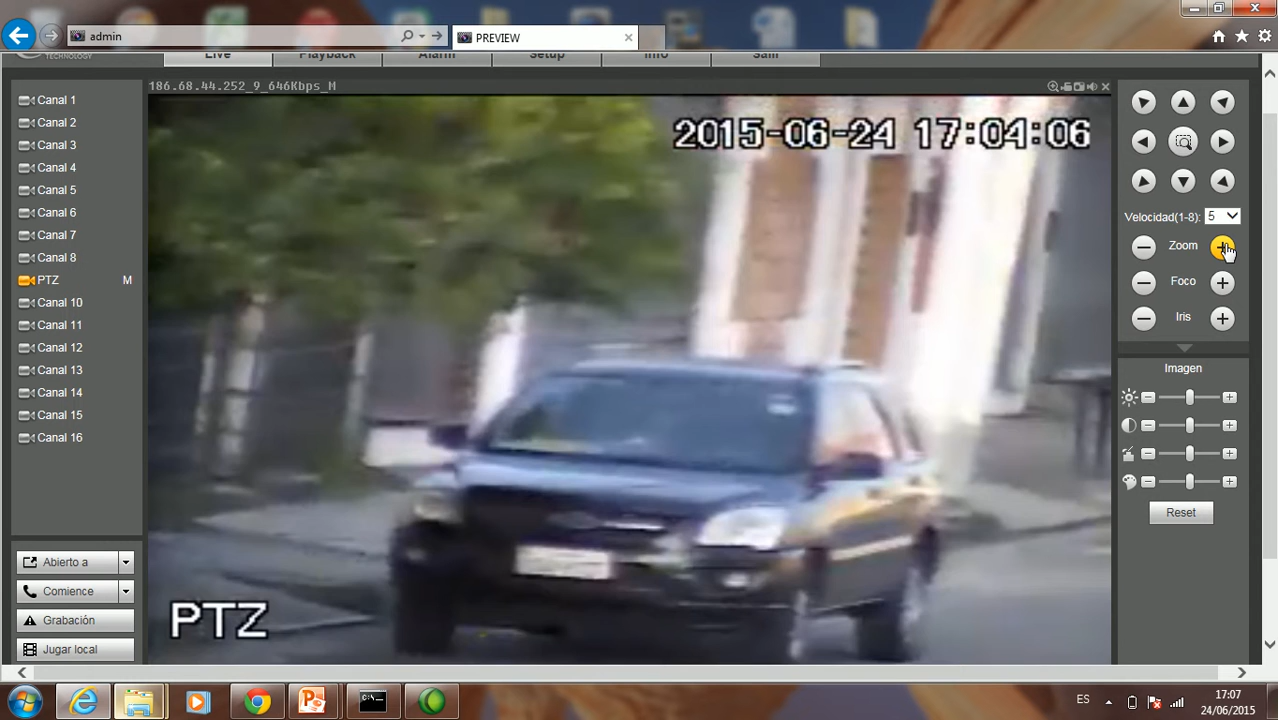 admin
PREVIEW
TECHNOLOGY
Live
Playback
Alarm
Setup
Info
Salir
186.68.44.252_9_646Kbps_M
2015-06-24 17:04:06
Canal 1
Canal 2
Canal 3
Canal 4
Canal 5
Canal 6
Canal 7
Canal 8
PTZ M
Canal 10
Canal 11
Canal 12
Canal 13
Canal 14
Canal 15
Canal 16
Abierto a
Comience
Grabación
Jugar local
PTZ
Velocidad(1-8): 5
Zoom
Foco
Iris
Imagen
Reset
C:\
ES
17:07
24/06/2015